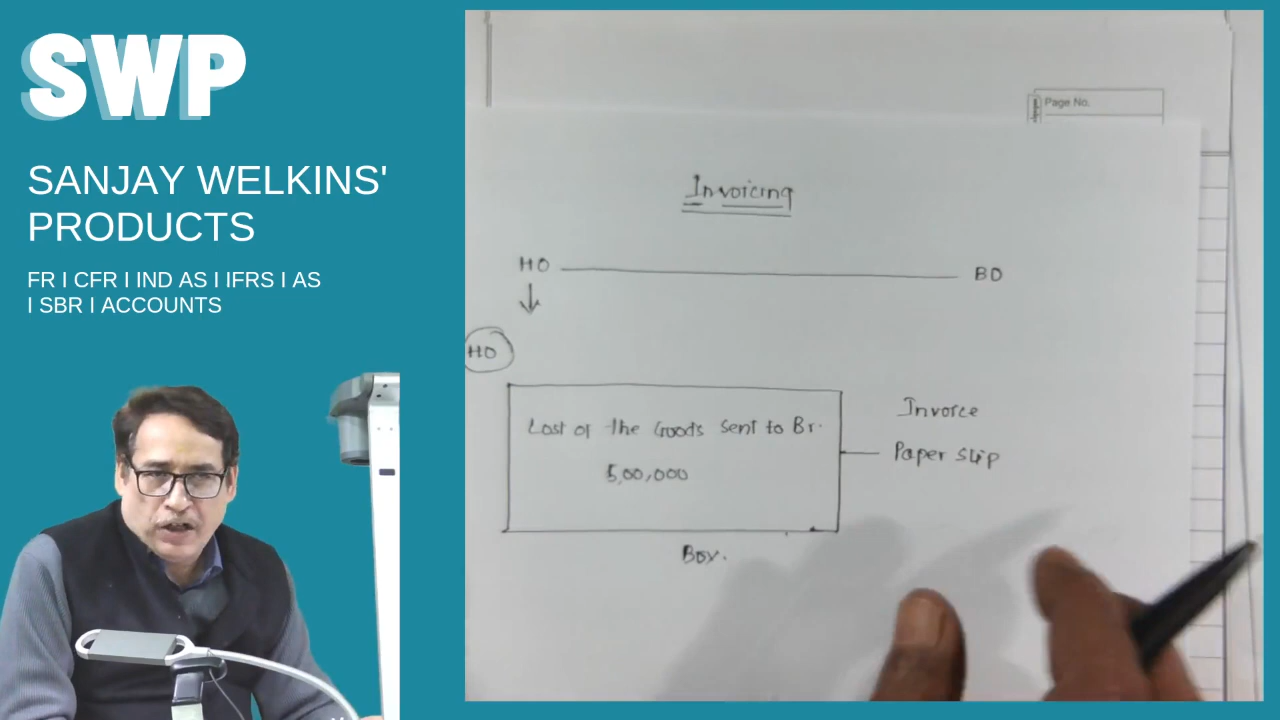 SWP
SANJAY WELKINS'
PRODUCTS
FR I CFR I IND AS I IFRS I AS
I SBR I ACCOUNTS
Page No.
Invoicing
HO BO
HO
Cost of the Goods Sent to Br.
5,00,000
Box.
Invoice
Paper slip